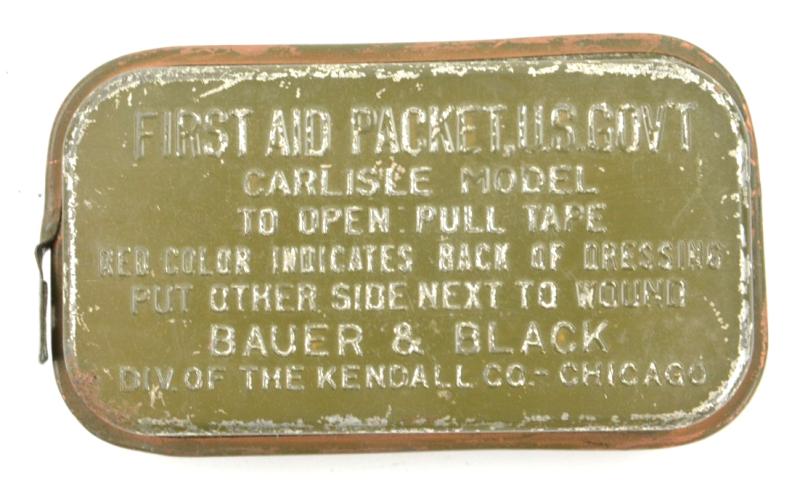 FIRST AID PACKET, U.S. GOV'T
CARLISLE MODEL
TO OPEN PULL TAPE
RED COLOR INDICATES BACK OF DRESSING
PUT OTHER SIDE NEXT TO WOUND
BAUER & BLACK
DIV. OF THE KENDALL CO.- CHICAGO